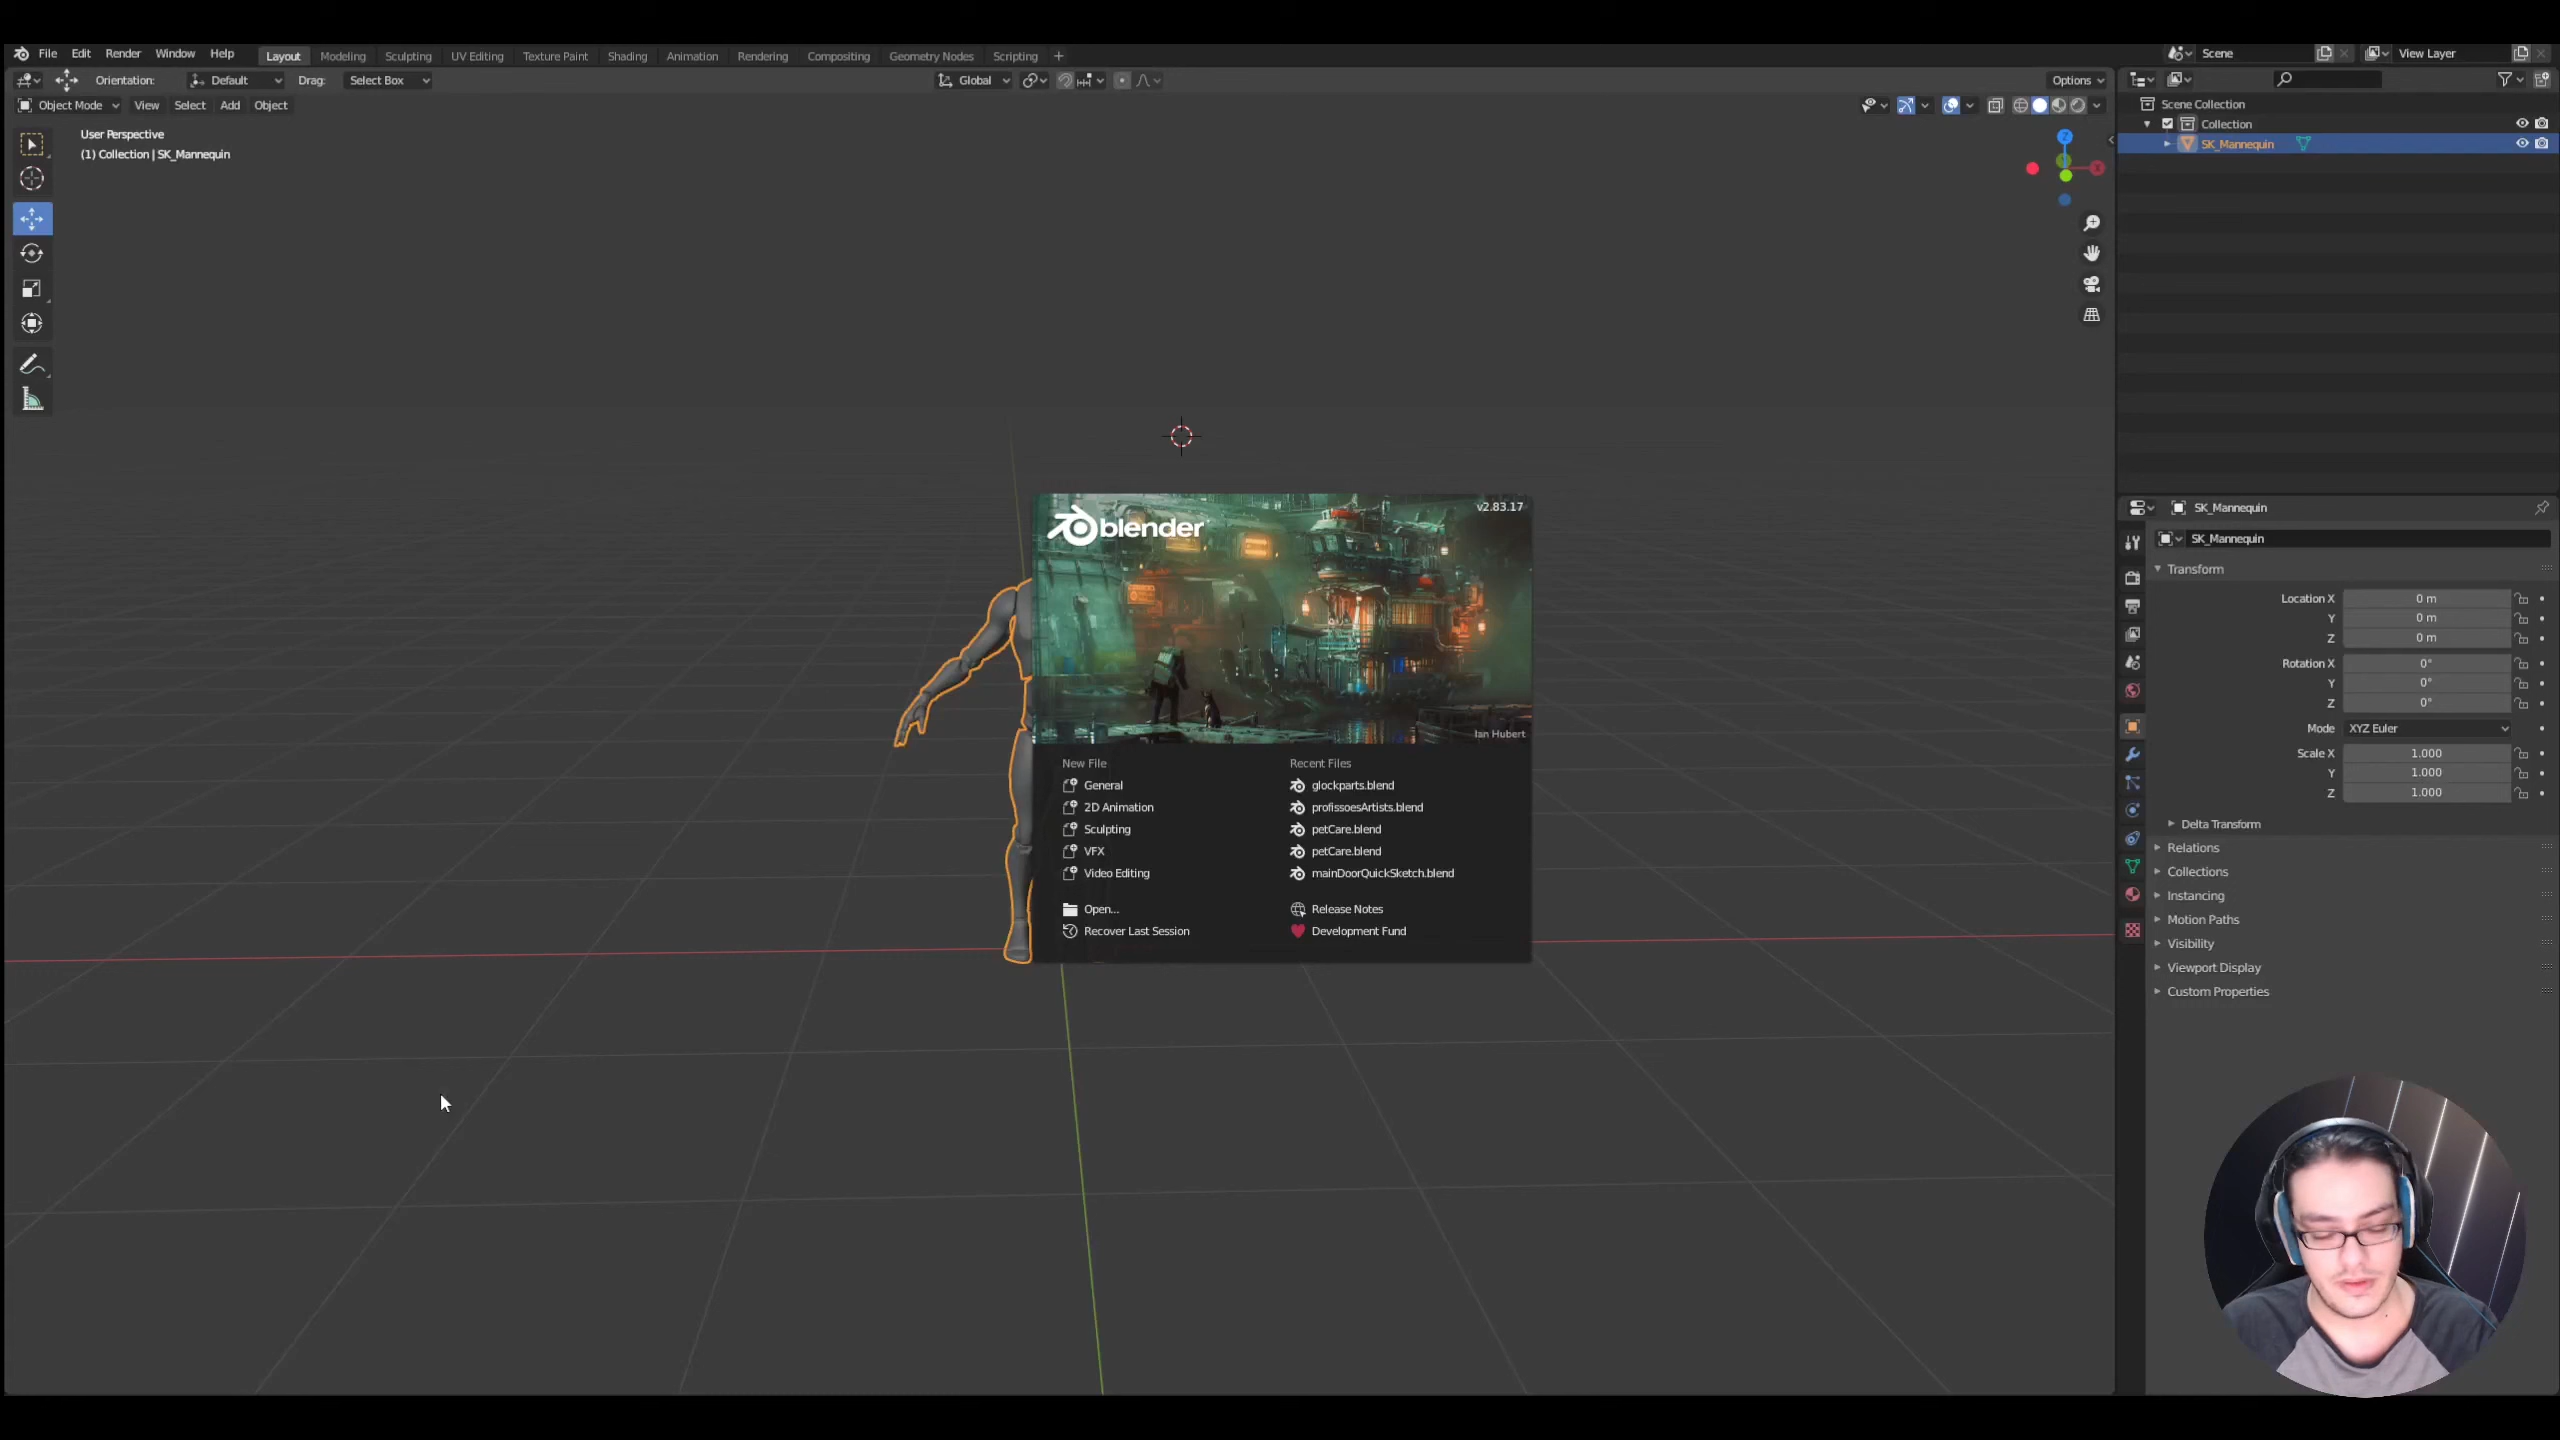 File Edit Render Window Help Layout Modeling Sculpting UV Editing Texture Paint Shading Animation Rendering Compositing Geometry Nodes Scripting + Scene View Layer
Orientation: Default Drag: Select Box Global Options
Object Mode View Select Add Object
User Perspective
(1) Collection | SK_Mannequin
Scene Collection
Collection
SK_Mannequin
Z
X
blender
v2.83.17
Ian Hubert
New File
General
2D Animation
Sculpting
VFX
Video Editing
Open...
Recover Last Session
Recent Files
glockparts.blend
profissoesArtists.blend
petCare.blend
petCare.blend
mainDoorQuickSketch.blend
Release Notes
Development Fund
SK_Mannequin
SK_Mannequin
Transform
Location X 0 m
Y 0 m
Z 0 m
Rotation X 0°
Y 0°
Z 0°
Mode XYZ Euler
Scale X 1.000
Y 1.000
Z 1.000
Delta Transform
Relations
Collections
Instancing
Motion Paths
Visibility
Viewport Display
Custom Properties